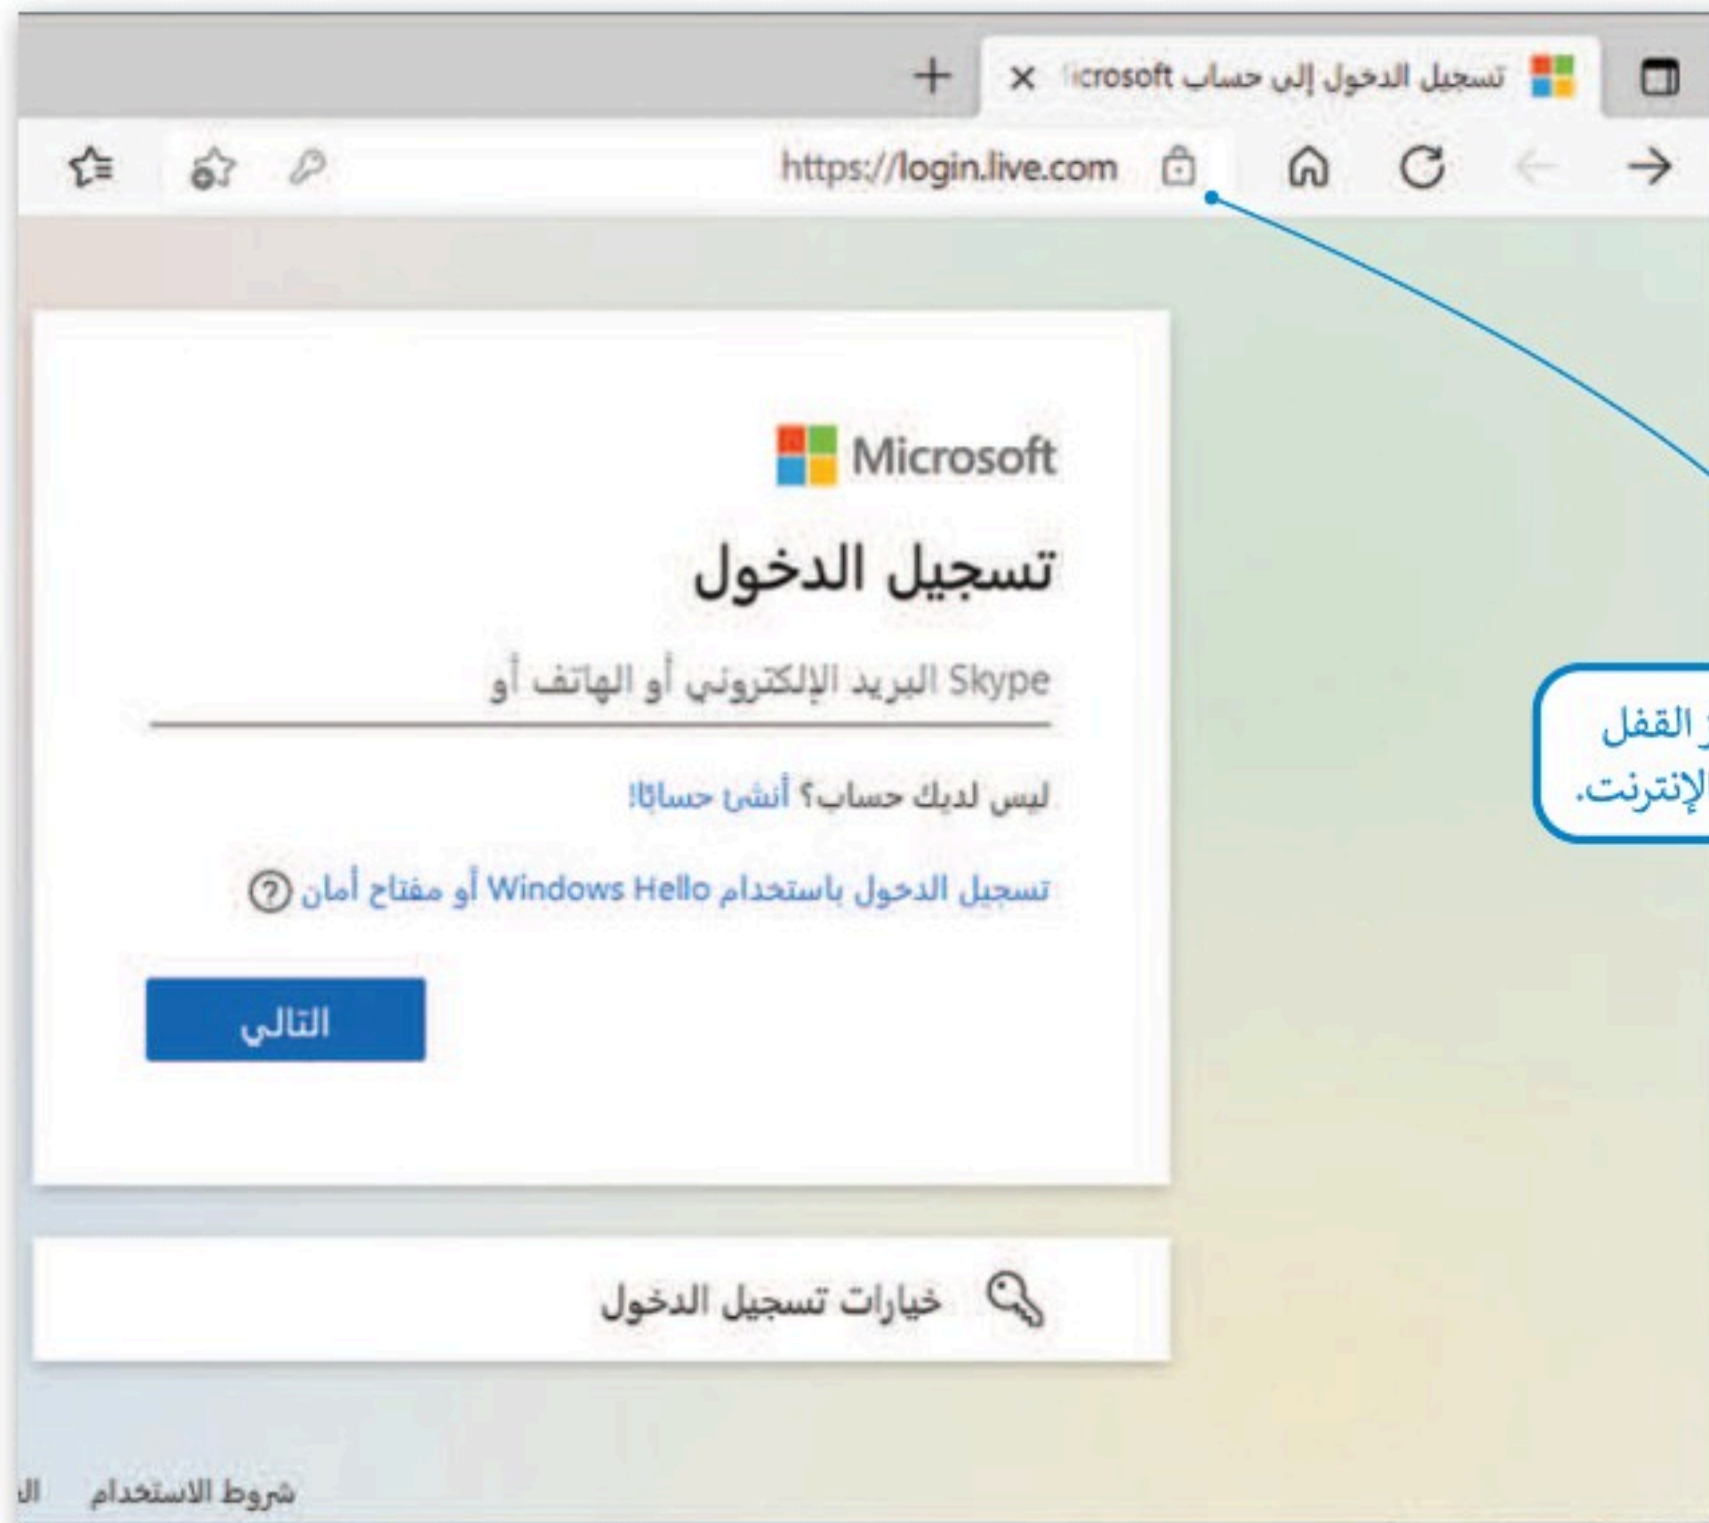 تسجيل الدخول إلى حساب icrosoft
https://login.live.com
Microsoft
تسجيل الدخول
Skype البريد الإلكتروني أو الهاتف أو
ليس لديك حساب؟ أنشئ حسابًا!
تسجيل الدخول باستخدام Windows Hello أو مفتاح أمان
التالي
القفل
الإنترنت.
خيارات تسجيل الدخول
شروط الاستخدام